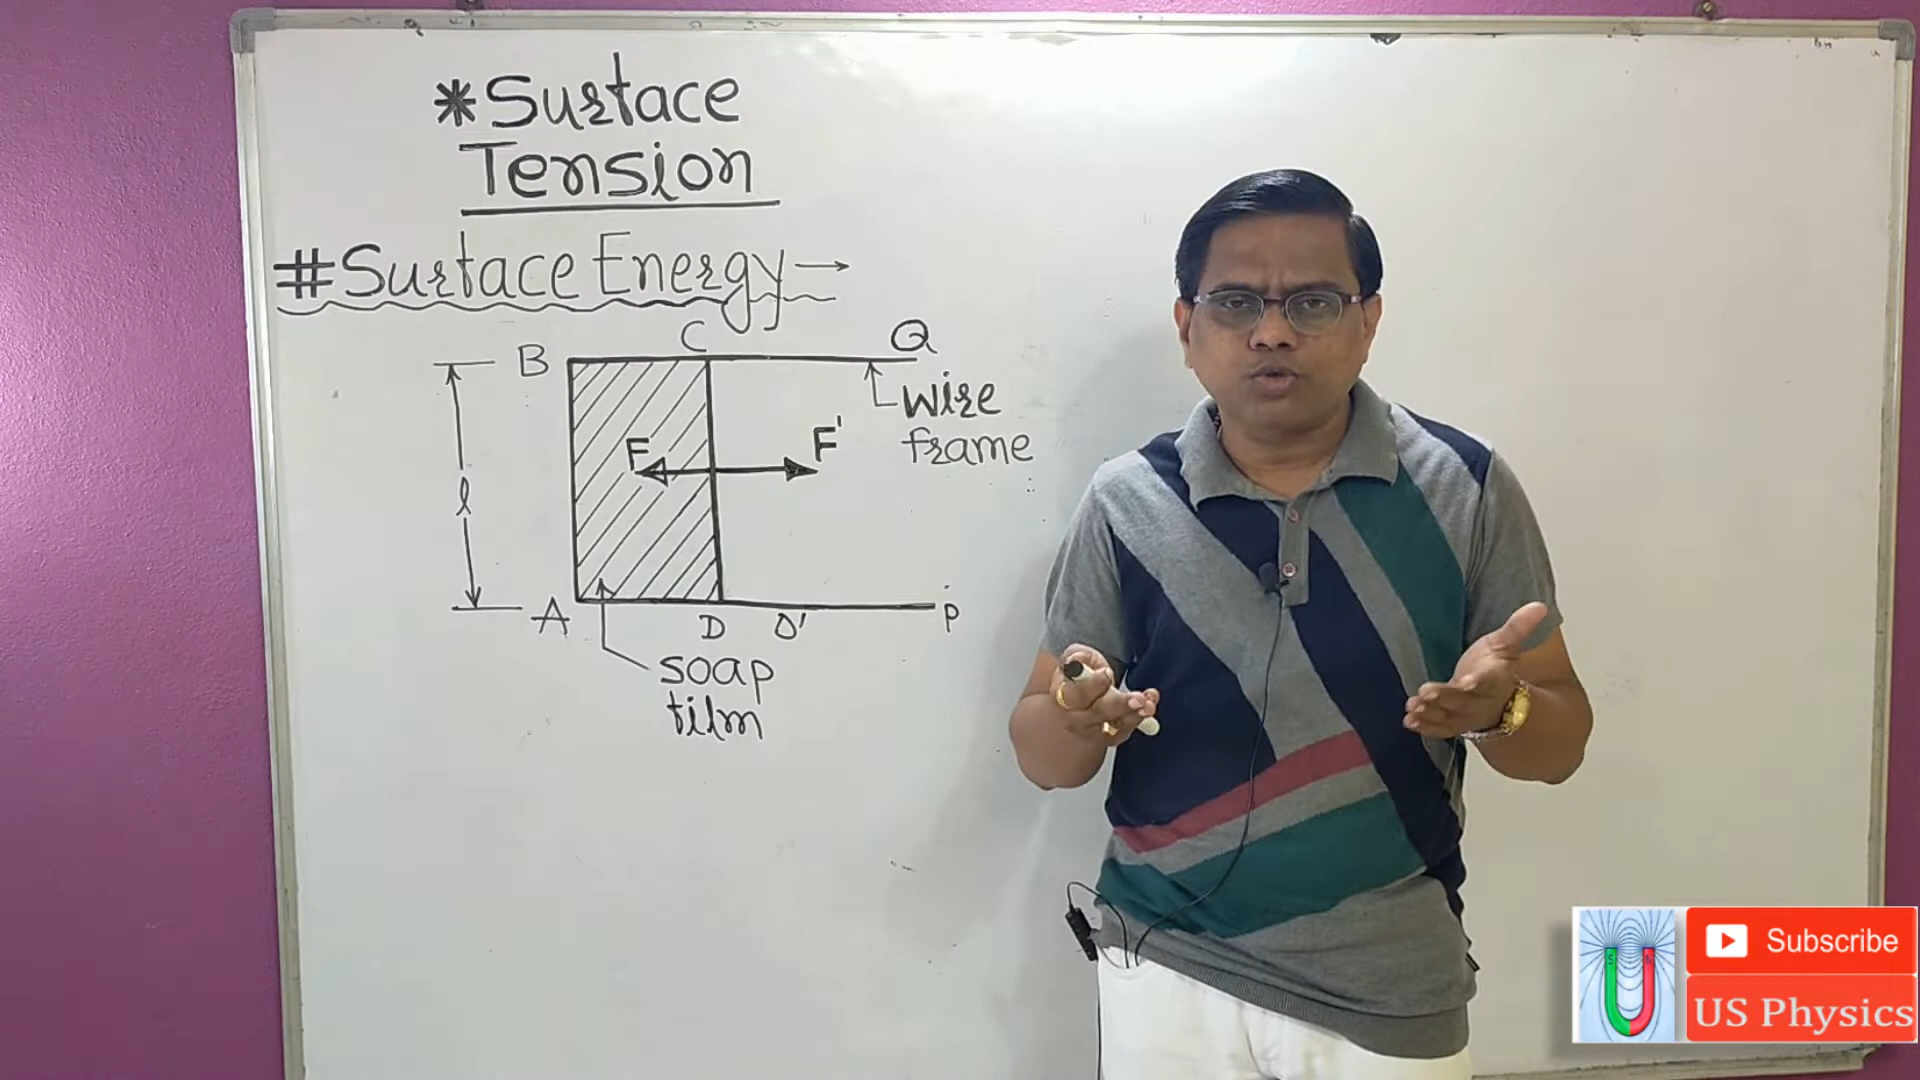 *Surface
Tension
#Surface Energy→
B
C
Q
wire
frame
F
F'
l
A
D
D'
P
soap
film
Subscribe
US Physics